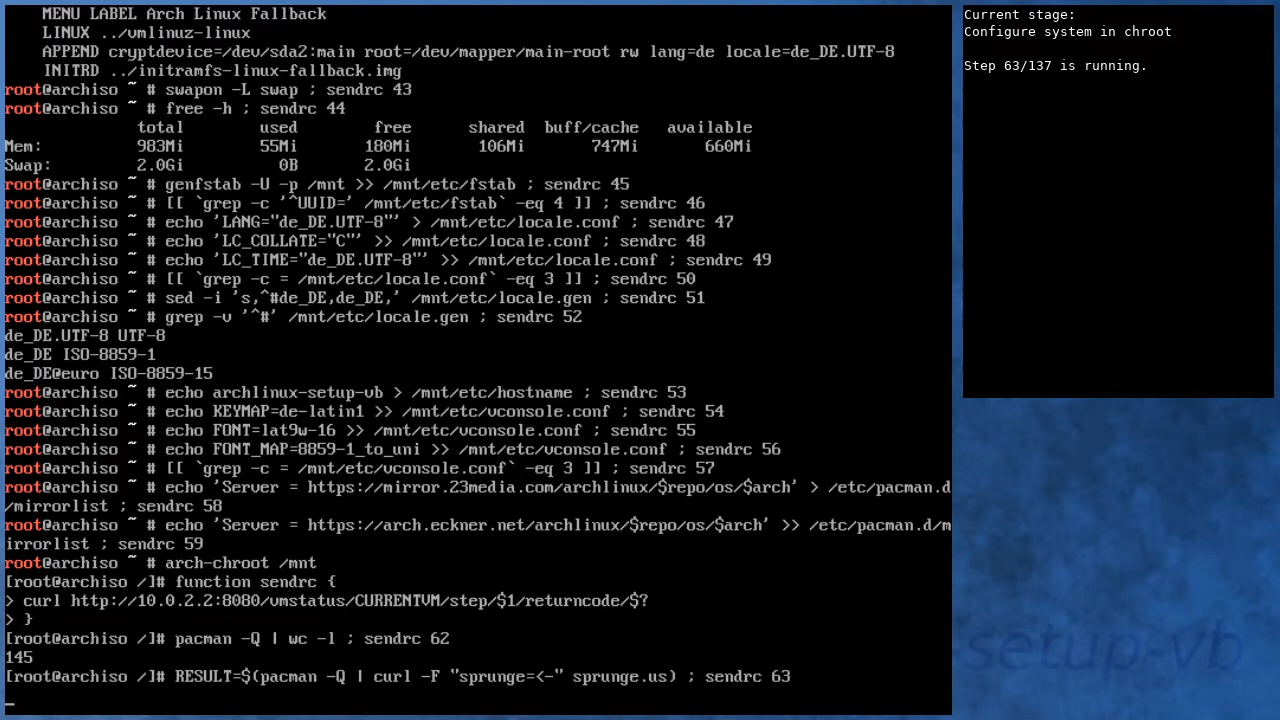 MENU LABEL Arch Linux Fallback
LINUX ../vmlinuz-linux
APPEND cryptdevice=/dev/sda2:main root=/dev/mapper/main-root rw lang=de locale=de_DE.UTF-8
INITRD ../initramfs-linux-fallback.img
root@archiso ~ # swapon -L swap ; sendrc 43
root@archiso ~ # free -h ; sendrc 44
total used free shared buff/cache available
Mem: 983Mi 55Mi 180Mi 106Mi 747Mi 660Mi
Swap: 2.0Gi 0B 2.0Gi
root@archiso ~ # genfstab -U -p /mnt >> /mnt/etc/fstab ; sendrc 45
root@archiso ~ # [[ `grep -c '^UUID=' /mnt/etc/fstab` -eq 4 ]] ; sendrc 46
root@archiso ~ # echo 'LANG="de_DE.UTF-8"' > /mnt/etc/locale.conf ; sendrc 47
root@archiso ~ # echo 'LC_COLLATE="C"' >> /mnt/etc/locale.conf ; sendrc 48
root@archiso ~ # echo 'LC_TIME="de_DE.UTF-8"' >> /mnt/etc/locale.conf ; sendrc 49
root@archiso ~ # [[ `grep -c = /mnt/etc/locale.conf` -eq 3 ]] ; sendrc 50
root@archiso ~ # sed -i 's,^#de_DE,de_DE,' /mnt/etc/locale.gen ; sendrc 51
root@archiso ~ # grep -v '^#' /mnt/etc/locale.gen ; sendrc 52
de_DE.UTF-8 UTF-8
de_DE ISO-8859-1
de_DE@euro ISO-8859-15
root@archiso ~ # echo archlinux-setup-vb > /mnt/etc/hostname ; sendrc 53
root@archiso ~ # echo KEYMAP=de-latin1 >> /mnt/etc/vconsole.conf ; sendrc 54
root@archiso ~ # echo FONT=lat9w-16 >> /mnt/etc/vconsole.conf ; sendrc 55
root@archiso ~ # echo FONT_MAP=8859-1_to_uni >> /mnt/etc/vconsole.conf ; sendrc 56
root@archiso ~ # [[ `grep -c = /mnt/etc/vconsole.conf` -eq 3 ]] ; sendrc 57
root@archiso ~ # echo 'Server = https://mirror.23media.com/archlinux/$repo/os/$arch' > /etc/pacman.d
/mirrorlist ; sendrc 58
root@archiso ~ # echo 'Server = https://arch.eckner.net/archlinux/$repo/os/$arch' >> /etc/pacman.d/m
irrorlist ; sendrc 59
root@archiso ~ # arch-chroot /mnt
[root@archiso /]# function sendrc {
> curl http://10.0.2.2:8080/vmstatus/CURRENTVM/step/$1/returncode/$?
> }
[root@archiso /]# pacman -Q | wc -l ; sendrc 62
145
[root@archiso /]# RESULT=$(pacman -Q | curl -F "sprunge=<-" sprunge.us) ; sendrc 63
_
Current stage:
Configure system in chroot
Step 63/137 is running.
setup-vb